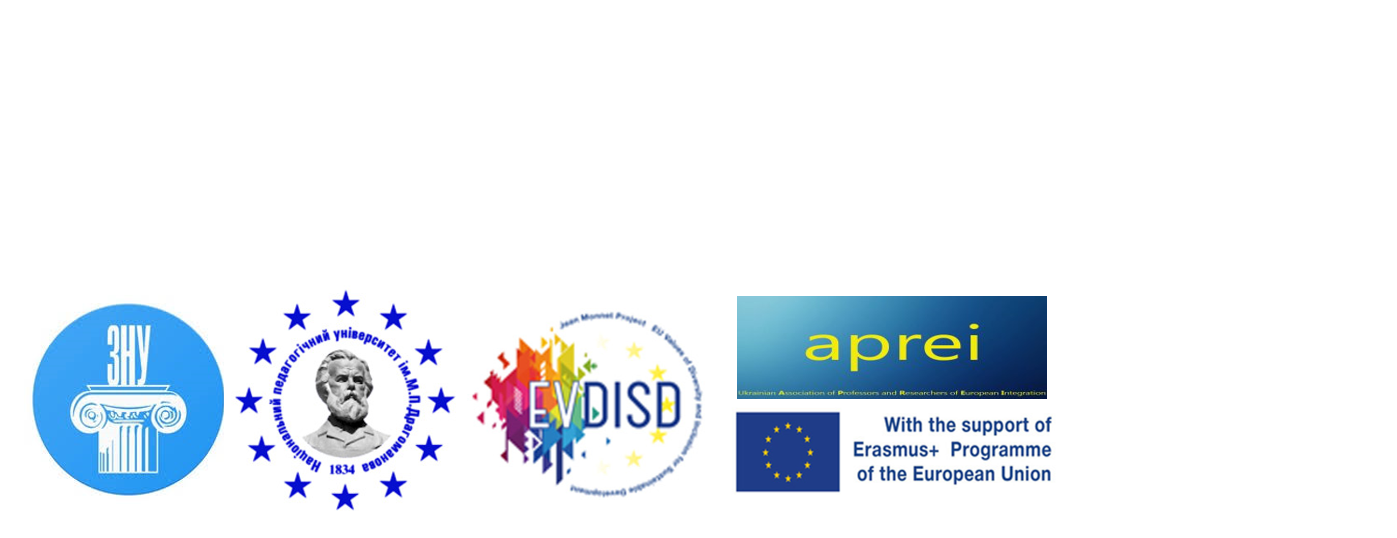 ЗНУ
Національний педагогічний університет ім.М.П.Драгоманова
1834
Jean Monnet Project EU Values of Diversity and Inclusion for Sustainable Development
EVDISD
aprei
Ukrainian Association of Professors and Researchers of European Integration
With the support of
Erasmus+ Programme
of the European Union